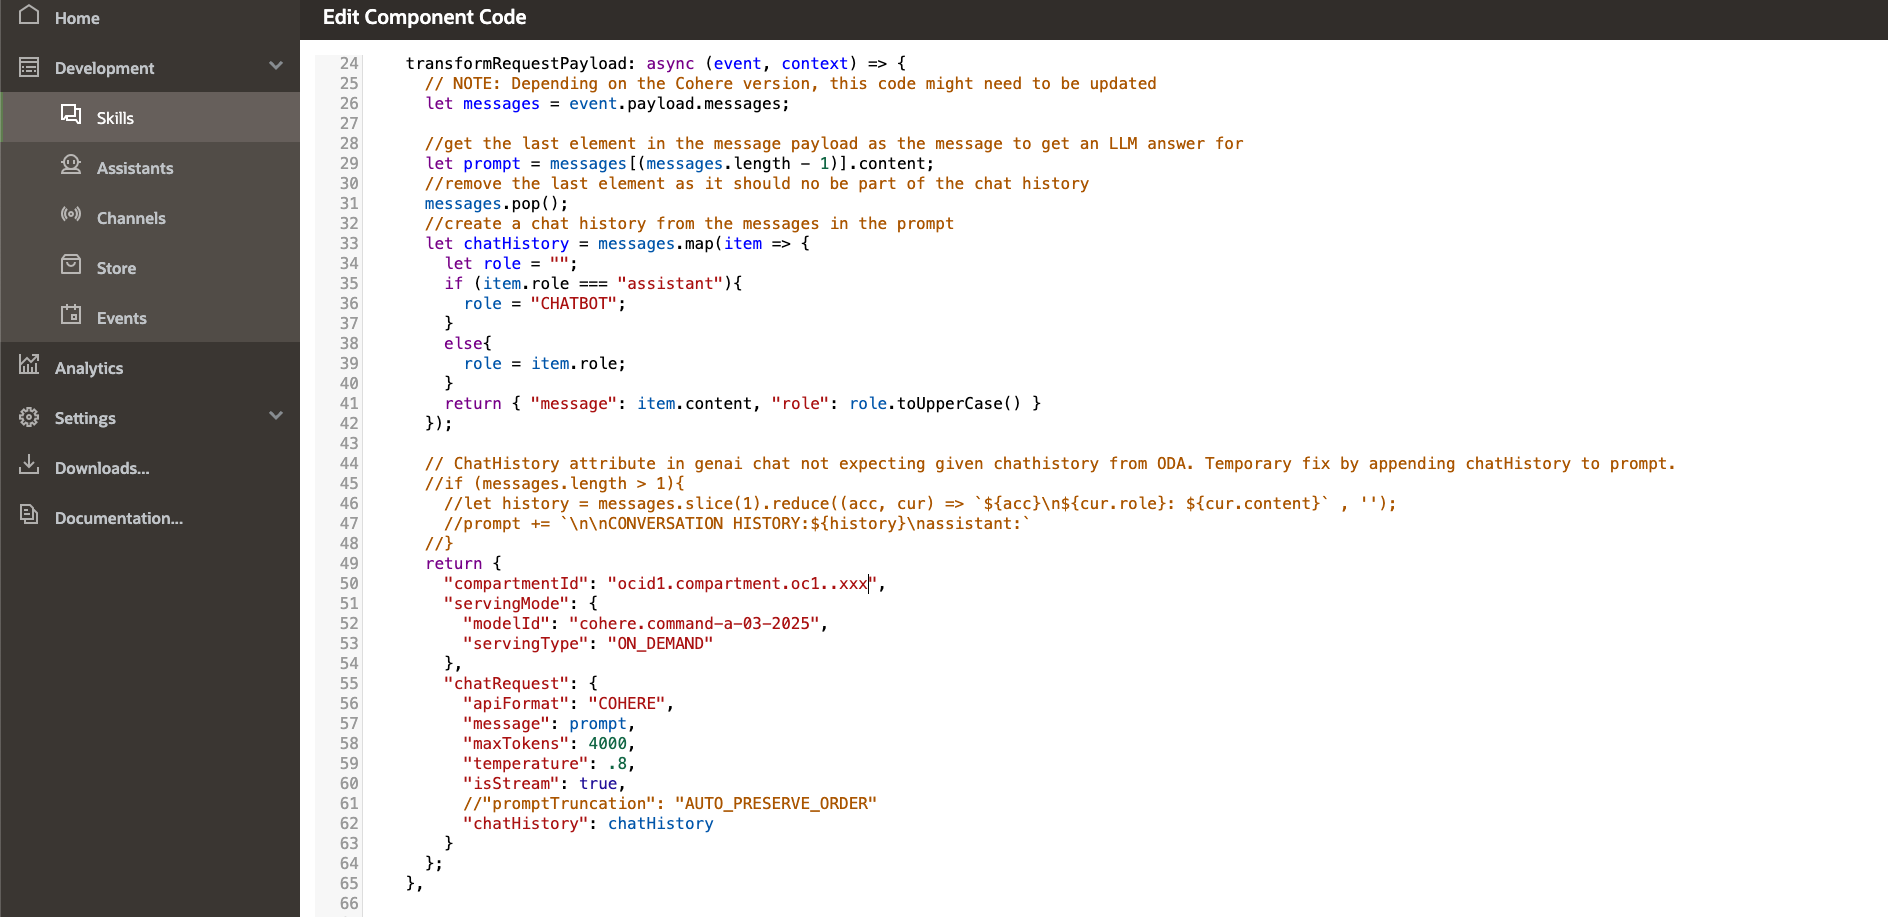 Home
Development
Skills
Assistants
Channels
Store
Events
Analytics
Settings
Downloads...
Documentation...
Edit Component Code
24 transformRequestPayload: async (event, context) => {
25 // NOTE: Depending on the Cohere version, this code might need to be updated
26 let messages = event.payload.messages;
27
28 //get the last element in the message payload as the message to get an LLM answer for
29 let prompt = messages[(messages.length - 1)].content;
30 //remove the last element as it should no be part of the chat history
31 messages.pop();
32 //create a chat history from the messages in the prompt
33 let chatHistory = messages.map(item => {
34 let role = "";
35 if (item.role === "assistant"){
36 role = "CHATBOT";
37 }
38 else{
39 role = item.role;
40 }
41 return { "message": item.content, "role": role.toUpperCase() }
42 });
43
44 // ChatHistory attribute in genai chat not expecting given chathistory from ODA. Temporary fix by appending chatHistory to prompt.
45 //if (messages.length > 1){
46 //let history = messages.slice(1).reduce((acc, cur) => `${acc}\n${cur.role}: ${cur.content}` , '');
47 //prompt += `\n\nCONVERSATION HISTORY:${history}\nassistant:`
48 //}
49 return {
50 "compartmentId": "ocid1.compartment.oc1..xxx",
51 "servingMode": {
52 "modelId": "cohere.command-a-03-2025",
53 "servingType": "ON_DEMAND"
54 },
55 "chatRequest": {
56 "apiFormat": "COHERE",
57 "message": prompt,
58 "maxTokens": 4000,
59 "temperature": .8,
60 "isStream": true,
61 //"promptTruncation": "AUTO_PRESERVE_ORDER"
62 "chatHistory": chatHistory
63 }
64 };
65 },
66